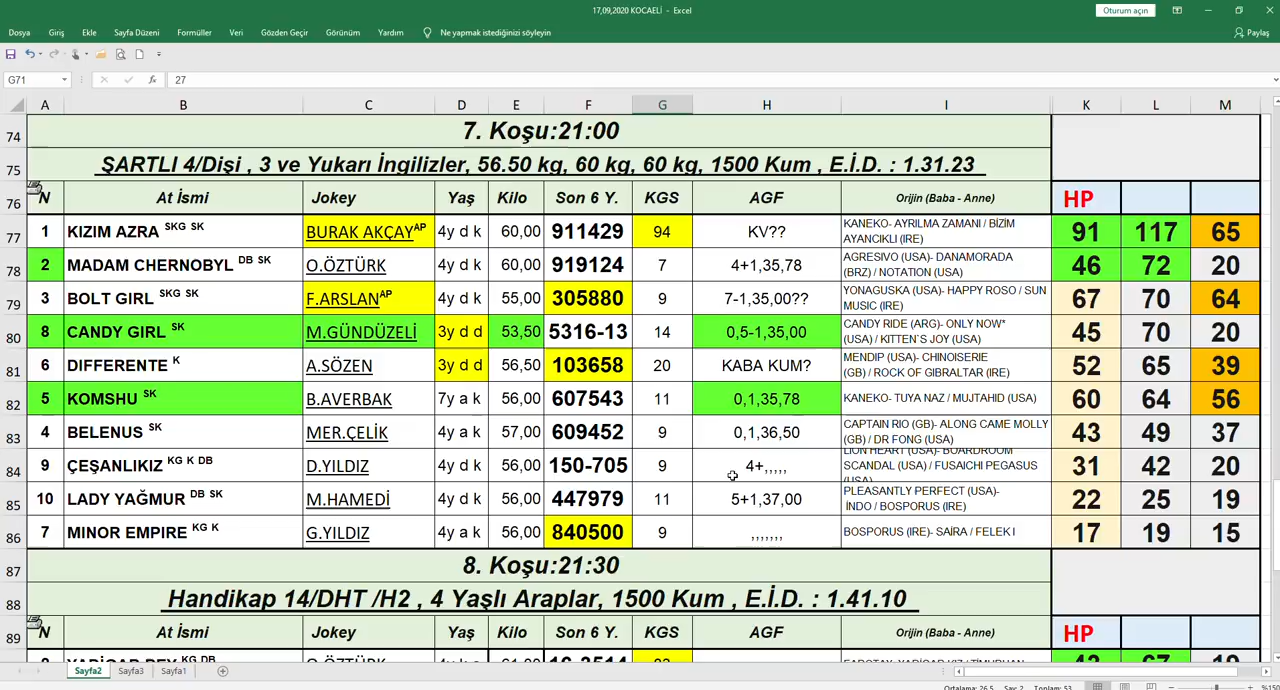 17,09,2020 KOCAELİ - Excel
Oturum açın
Dosya Giriş Ekle Sayfa Düzeni Formüller Veri Gözden Geçir Görünüm Yardım Ne yapmak istediğinizi söyleyin Paylaş
G71 fx 27
A B C D E F G H I K L M
74 7. Koşu:21:00
75 ŞARTLI 4/Dişi , 3 ve Yukarı İngilizler, 56.50 kg, 60 kg, 60 kg, 1500 Kum , E.İ.D. : 1.31.23
76 N At İsmi Jokey Yaş Kilo Son 6 Y. KGS AGF Orijin (Baba - Anne) HP
77 1 KIZIM AZRA SKG SK BURAK AKÇAY AP 4y d k 60,00 911429 94 KV?? KANEKO- AYRILMA ZAMANI / BİZİM AYANCIKLI (IRE) 91 117 65
78 2 MADAM CHERNOBYL DB SK O.ÖZTÜRK 4y d k 60,00 919124 7 4+1,35,78 AGRESIVO (USA)- DANAMORADA (BRZ) / NOTATION (USA) 46 72 20
79 3 BOLT GIRL SKG SK F.ARSLAN AP 4y d k 55,00 305880 9 7-1,35,00?? YONAGUSKA (USA)- HAPPY ROSO / SUN MUSIC (IRE) 67 70 64
80 8 CANDY GIRL SK M.GÜNDÜZELİ 3y d d 53,50 5316-13 14 0,5-1,35,00 CANDY RIDE (ARG)- ONLY NOW* (USA) / KITTEN`S JOY (USA) 45 70 20
81 6 DIFFERENTE K A.SÖZEN 3y d d 56,50 103658 20 KABA KUM? MENDIP (USA)- CHINOISERIE (GB) / ROCK OF GIBRALTAR (IRE) 52 65 39
82 5 KOMSHU SK B.AVERBAK 7y a k 56,00 607543 11 0,1,35,78 KANEKO- TUYA NAZ / MUJTAHID (USA) 60 64 56
83 4 BELENUS SK MER.ÇELİK 4y a k 57,00 609452 9 0,1,36,50 CAPTAIN RIO (GB)- ALONG CAME MOLLY (GB) / DR FONG (USA) 43 49 37
84 9 ÇEŞANLIKIZ KG K DB D.YILDIZ 4y d k 56,00 150-705 9 4+,,,,, LION HEART (USA)- BOARDROOM SCANDAL (USA) / FUSAICHI PEGASUS (USA) 31 42 20
85 10 LADY YAĞMUR DB SK M.HAMEDİ 4y d k 56,00 447979 11 5+1,37,00 PLEASANTLY PERFECT (USA)- İNDO / BOSPORUS (IRE) 22 25 19
86 7 MINOR EMPIRE KG K G.YILDIZ 4y a k 56,00 840500 9 ,,,,,,, BOSPORUS (IRE)- SAİRA / FELEK I 17 19 15
87 8. Koşu:21:30
88 Handikap 14/DHT /H2 , 4 Yaşlı Araplar, 1500 Kum , E.İ.D. : 1.41.10
89 N At İsmi Jokey Yaş Kilo Son 6 Y. KGS AGF Orijin (Baba - Anne) HP
Sayfa2 Sayfa3 Sayfa1
Ortalama: 26,5 Say: 2 Toplam: 53 %150